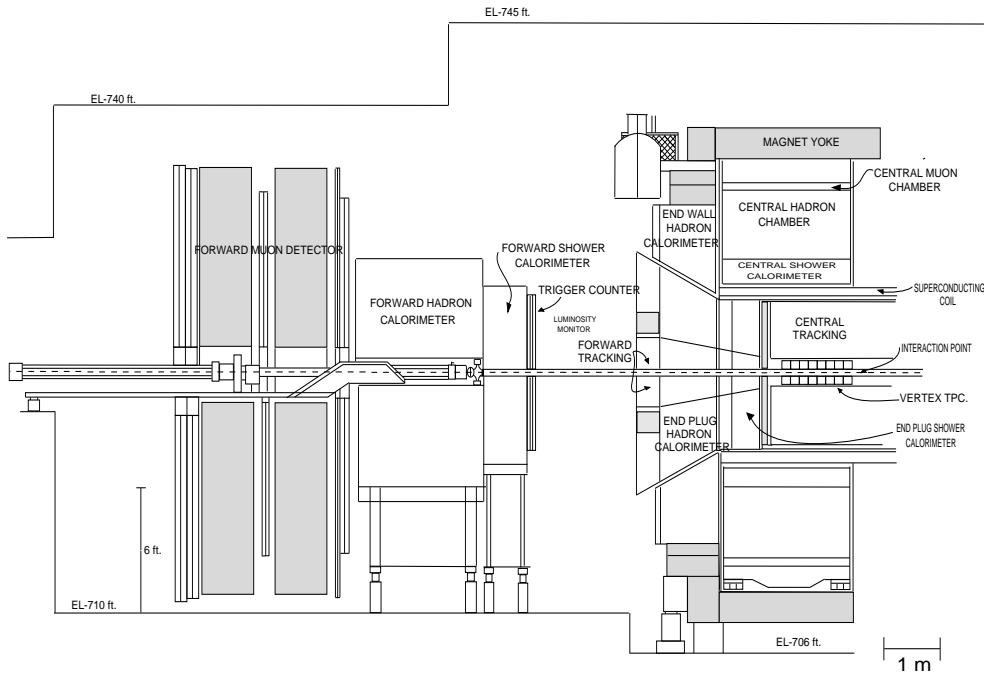 EL-745 ft.
EL-740 ft.
MAGNET YOKE
CENTRAL MUON
CHAMBER
CENTRAL HADRON
CHAMBER
END WALL
HADRON
CALORIMETER
FORWARD MUON DETECTOR
FORWARD SHOWER
CALORIMETER
CENTRAL SHOWER
CALORIMETER
SUPERCONDUCTING
COIL
TRIGGER COUNTER
FORWARD HADRON
CALORIMETER
LUMINOSITY
MONITOR
CENTRAL
TRACKING
FORWARD
TRACKING
INTERACTION POINT
VERTEX TPC.
END PLUG
HADRON
CALORIMETER
END PLUG SHOWER
CALORIMETER
6 ft.
EL-710 ft.
EL-706 ft.
1 m